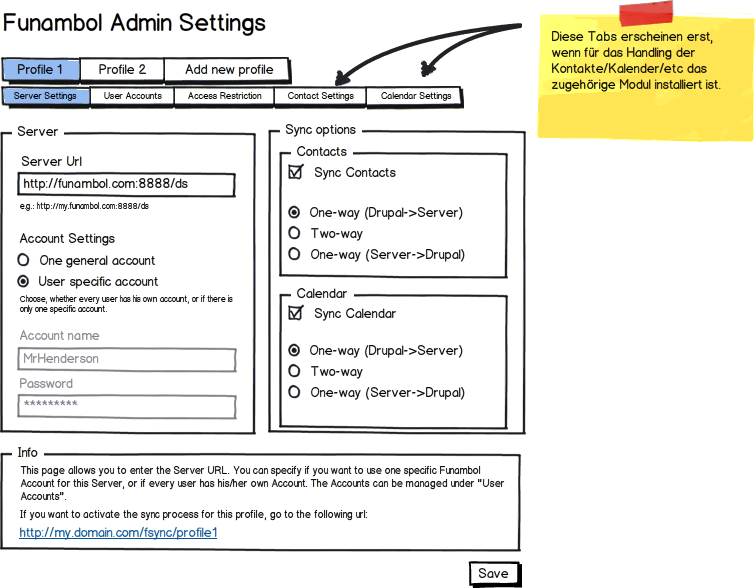 Funambol Admin Settings
Diese Tabs erscheinen erst,
wenn für das Handling der
Kontakte/Kalender/etc das
zugehörige Modul installiert ist.
Profile 1
Profile 2
Add new profile
Server Settings
User Accounts
Access Restriction
Contact Settings
Calendar Settings
Server
Server Url
http://funambol.com:8888/ds
e.g.: http://my.funambol.com:8888/ds
Account Settings
One general account
User specific account
Choose, whether every user has his own account, or if there is
only one specific account.
Account name
MrHenderson
Password
*********
Sync options
Contacts
Sync Contacts
One-way (Drupal->Server)
Two-way
One-way (Server->Drupal)
Calendar
Sync Calendar
One-way (Drupal->Server)
Two-way
One-way (Server->Drupal)
Info
This page allows you to enter the Server URL. You can specify if you want to use one specific Funambol
Account for this Server, or if every user has his/her own Account. The Accounts can be managed under "User
Accounts".
If you want to activate the sync process for this profile, go to the following url:
http://my.domain.com/fsync/profile1
Save